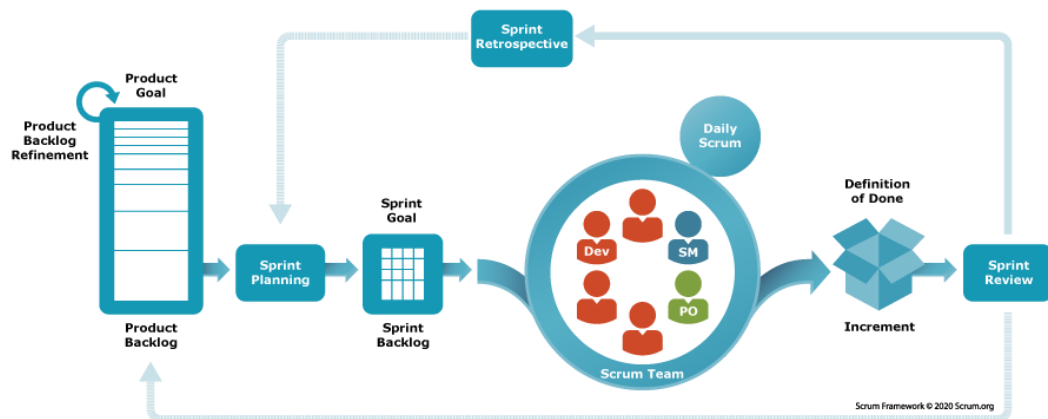 Sprint
Retrospective
Product
Goal
Product
Backlog
Refinement
Daily
Scrum
Definition
of Done
Sprint
Goal
Dev
SM
Sprint
Planning
Sprint
Review
PO
Product
Backlog
Sprint
Backlog
Increment
Scrum Team
Scrum Framework © 2020 Scrum.org